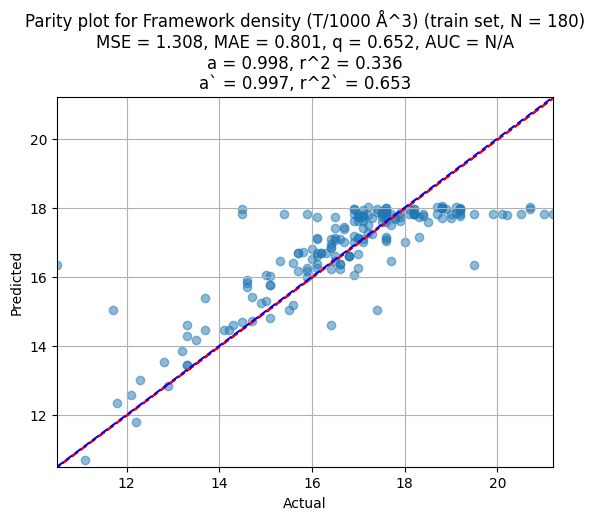 Parity plot for Framework density (T/1000 Å^3) (train set, N = 180)
MSE = 1.308, MAE = 0.801, q = 0.652, AUC = N/A
a = 0.998, r^2 = 0.336
a` = 0.997, r^2` = 0.653
20
18
16
14
12
Predicted
12 14 16 18 20
Actual